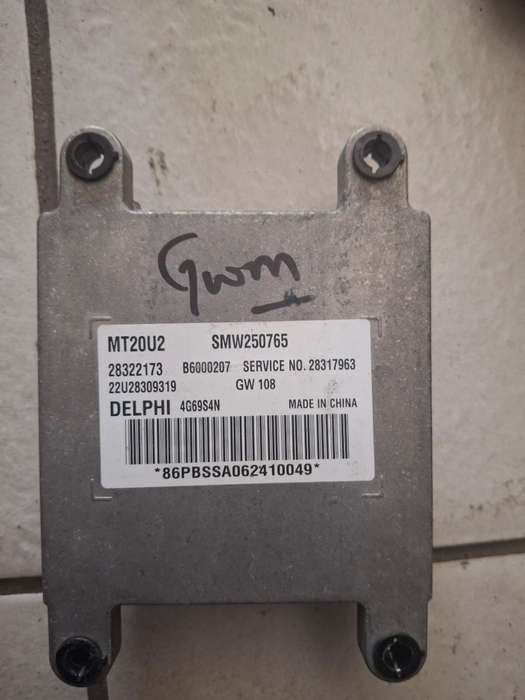 Gwm
MT20U2 SMW250765
28322173 B6000207 SERVICE NO. 28317963
22U28309319 GW 108
DELPHI 4G69S4N MADE IN CHINA
*86PBSSA062410049*